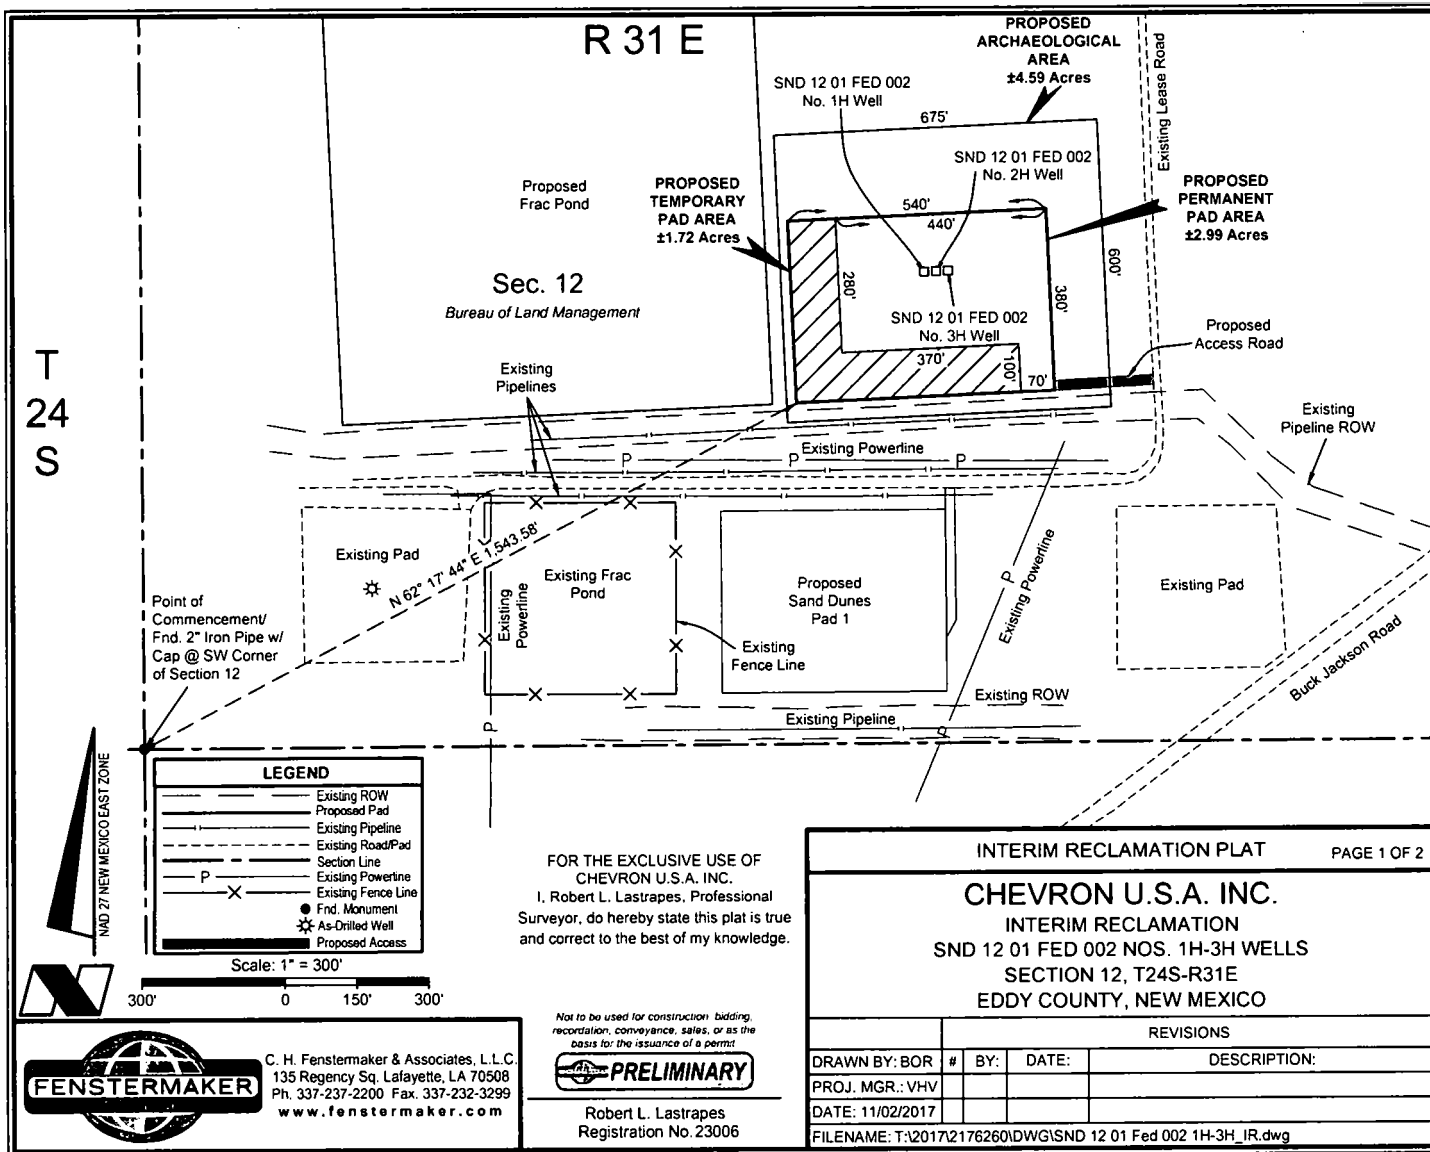 R 31 E
T
24
S
PROPOSED
ARCHAEOLOGICAL
AREA
±4.59 Acres
SND 12 01 FED 002
No. 1H Well
675'
Existing Lease Road
SND 12 01 FED 002
No. 2H Well
PROPOSED
TEMPORARY
PAD AREA
±1.72 Acres
PROPOSED
PERMANENT
PAD AREA
±2.99 Acres
Proposed
Frac Pond
540'
440'
600'
280'
380'
Sec. 12
Bureau of Land Management
SND 12 01 FED 002
No. 3H Well
Proposed
Access Road
370'
100'
70'
Existing
Pipelines
Existing
Pipeline ROW
Existing Powerline
P
P
P
N 62° 17' 44" E 1,543.58'
Existing Pad
Existing
Powerline
Existing Frac
Pond
Proposed
Sand Dunes
Pad 1
P
Existing Powerline
Existing Pad
Point of
Commencement/
Fnd. 2" Iron Pipe w/
Cap @ SW Corner
of Section 12
Existing
Fence Line
Buck Jackson Road
Existing ROW
Existing Pipeline
P
P
NAD 27 NEW MEXICO EAST ZONE
LEGEND
Existing ROW
Proposed Pad
Existing Pipeline
Existing Road/Pad
Section Line
P Existing Powerline
Existing Fence Line
Fnd. Monument
As-Drilled Well
Proposed Access
Scale: 1" = 300'
300' 0 150' 300'
FOR THE EXCLUSIVE USE OF
CHEVRON U.S.A. INC.
I, Robert L. Lastrapes, Professional
Surveyor, do hereby state this plat is true
and correct to the best of my knowledge.
Not to be used for construction, bidding,
recordation, conveyance, sales, or as the
basis for the issuance of a permit
PRELIMINARY
Robert L. Lastrapes
Registration No. 23006
FENSTERMAKER
C. H. Fenstermaker & Associates, L.L.C.
135 Regency Sq. Lafayette, LA 70508
Ph. 337-237-2200 Fax. 337-232-3299
www.fenstermaker.com
INTERIM RECLAMATION PLAT PAGE 1 OF 2
CHEVRON U.S.A. INC.
INTERIM RECLAMATION
SND 12 01 FED 002 NOS. 1H-3H WELLS
SECTION 12, T24S-R31E
EDDY COUNTY, NEW MEXICO
REVISIONS
DRAWN BY: BOR # BY: DATE: DESCRIPTION:
PROJ. MGR.: VHV
DATE: 11/02/2017
FILENAME: T:\2017\2176260\DWG\SND 12 01 Fed 002 1H-3H_IR.dwg